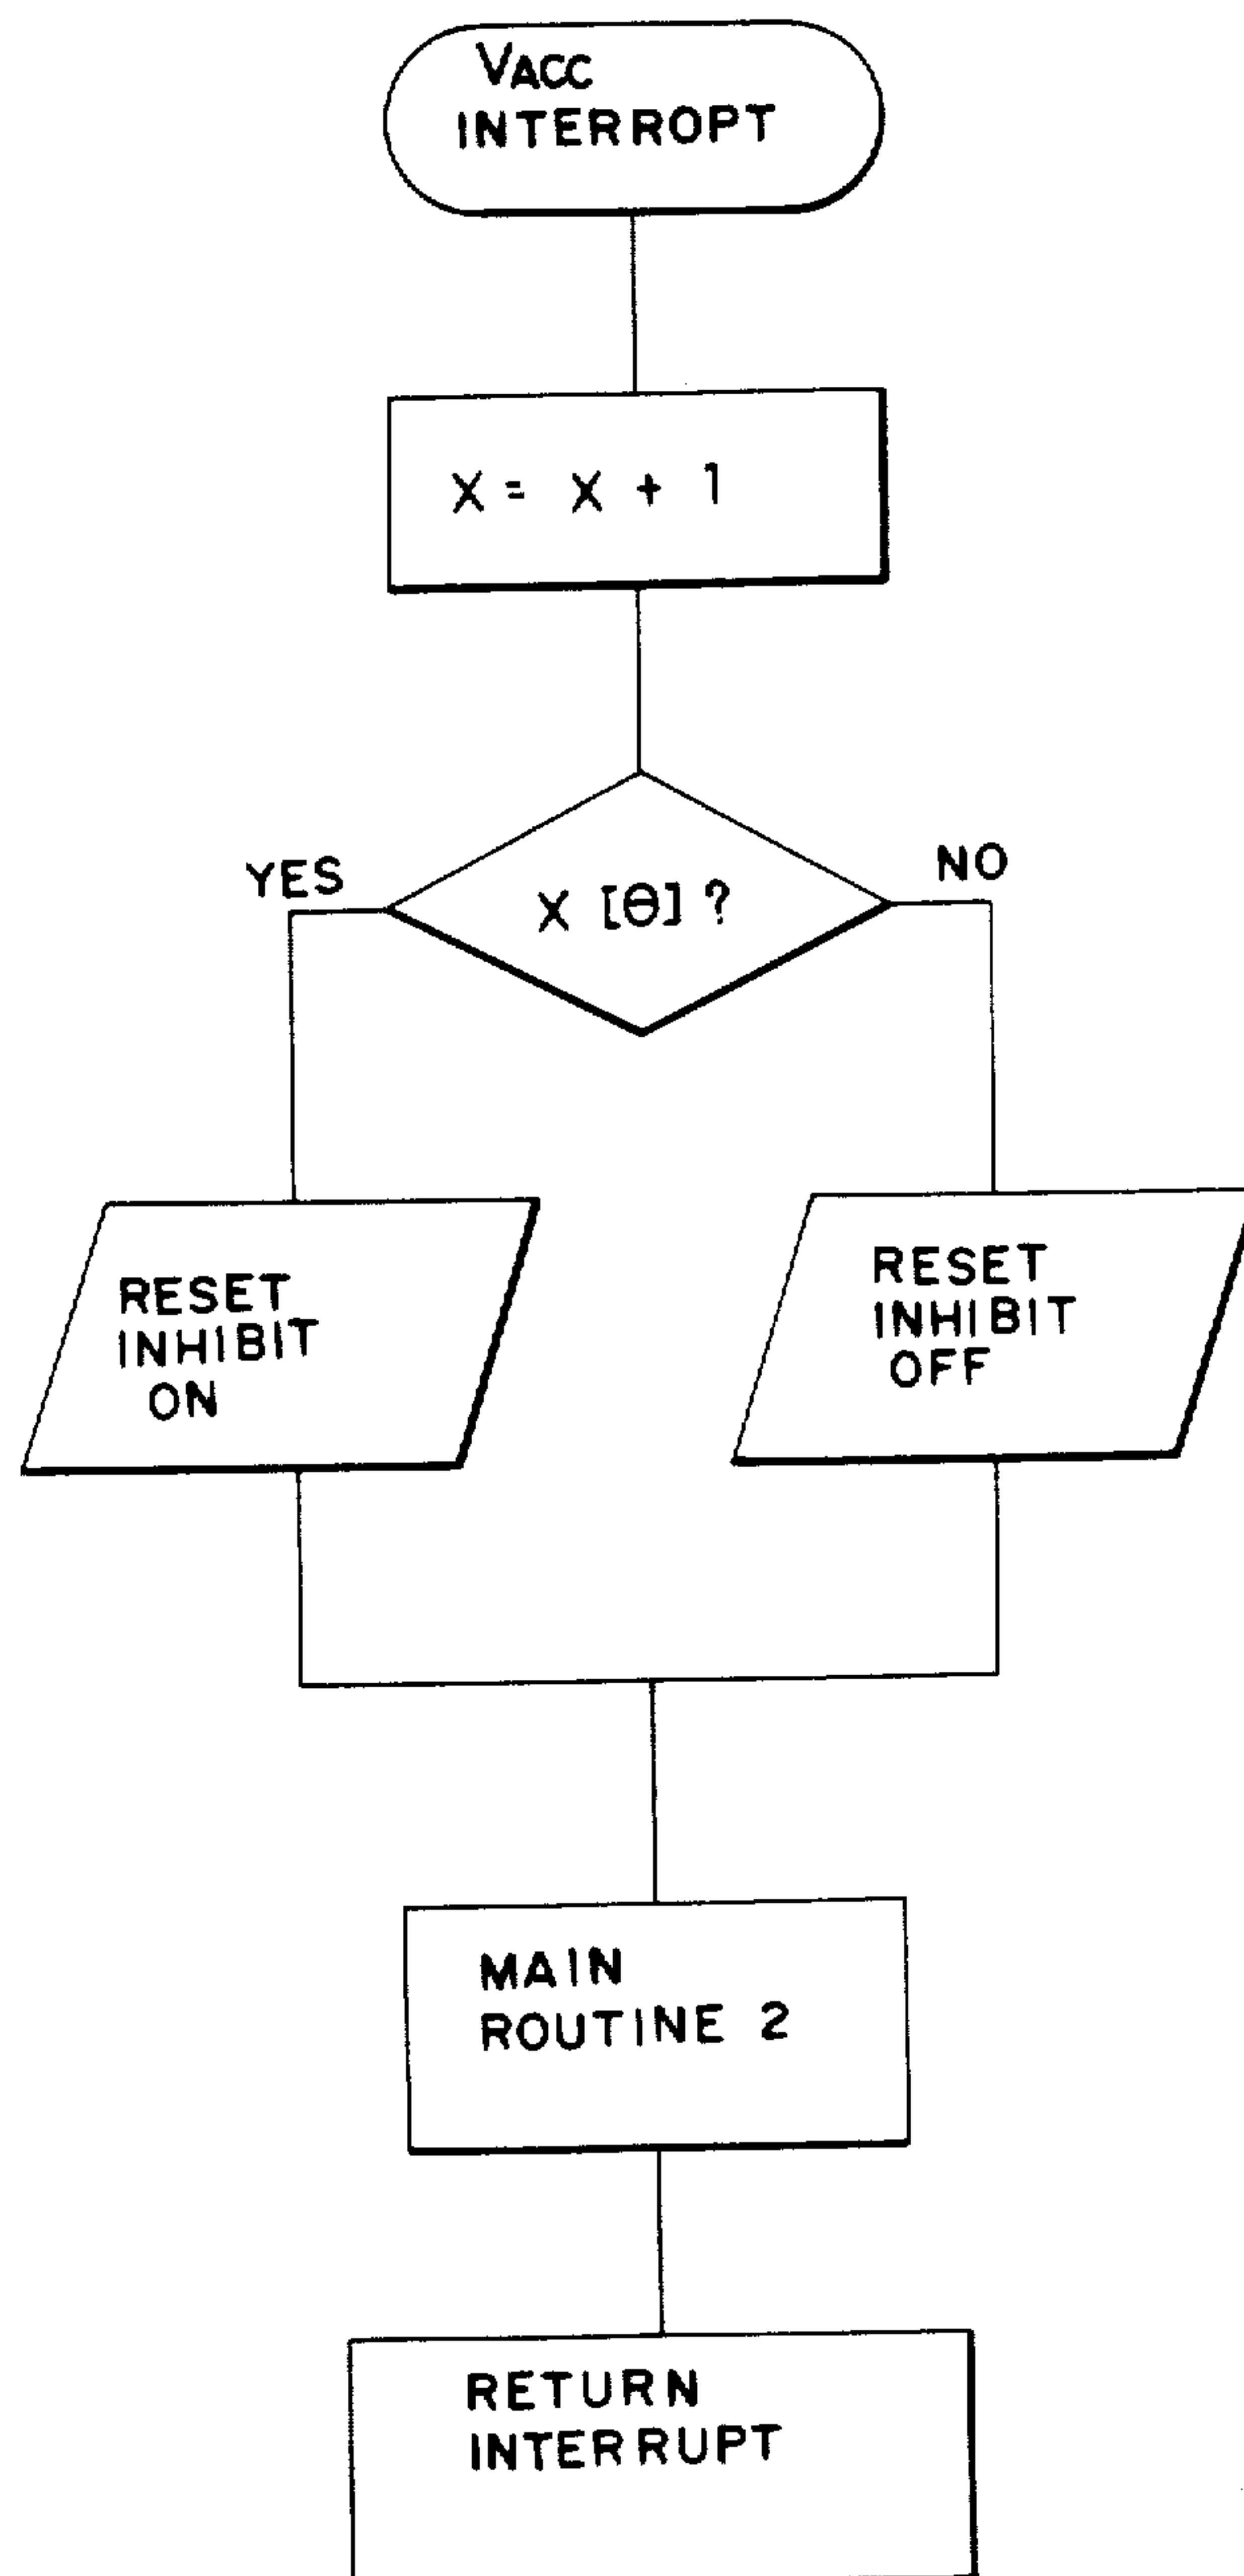 VACC
INTERROPT
X = X + 1
YES
X [θ] ?
NO
RESET
INHIBIT
ON
RESET
INHIBIT
OFF
MAIN
ROUTINE 2
RETURN
INTERRUPT